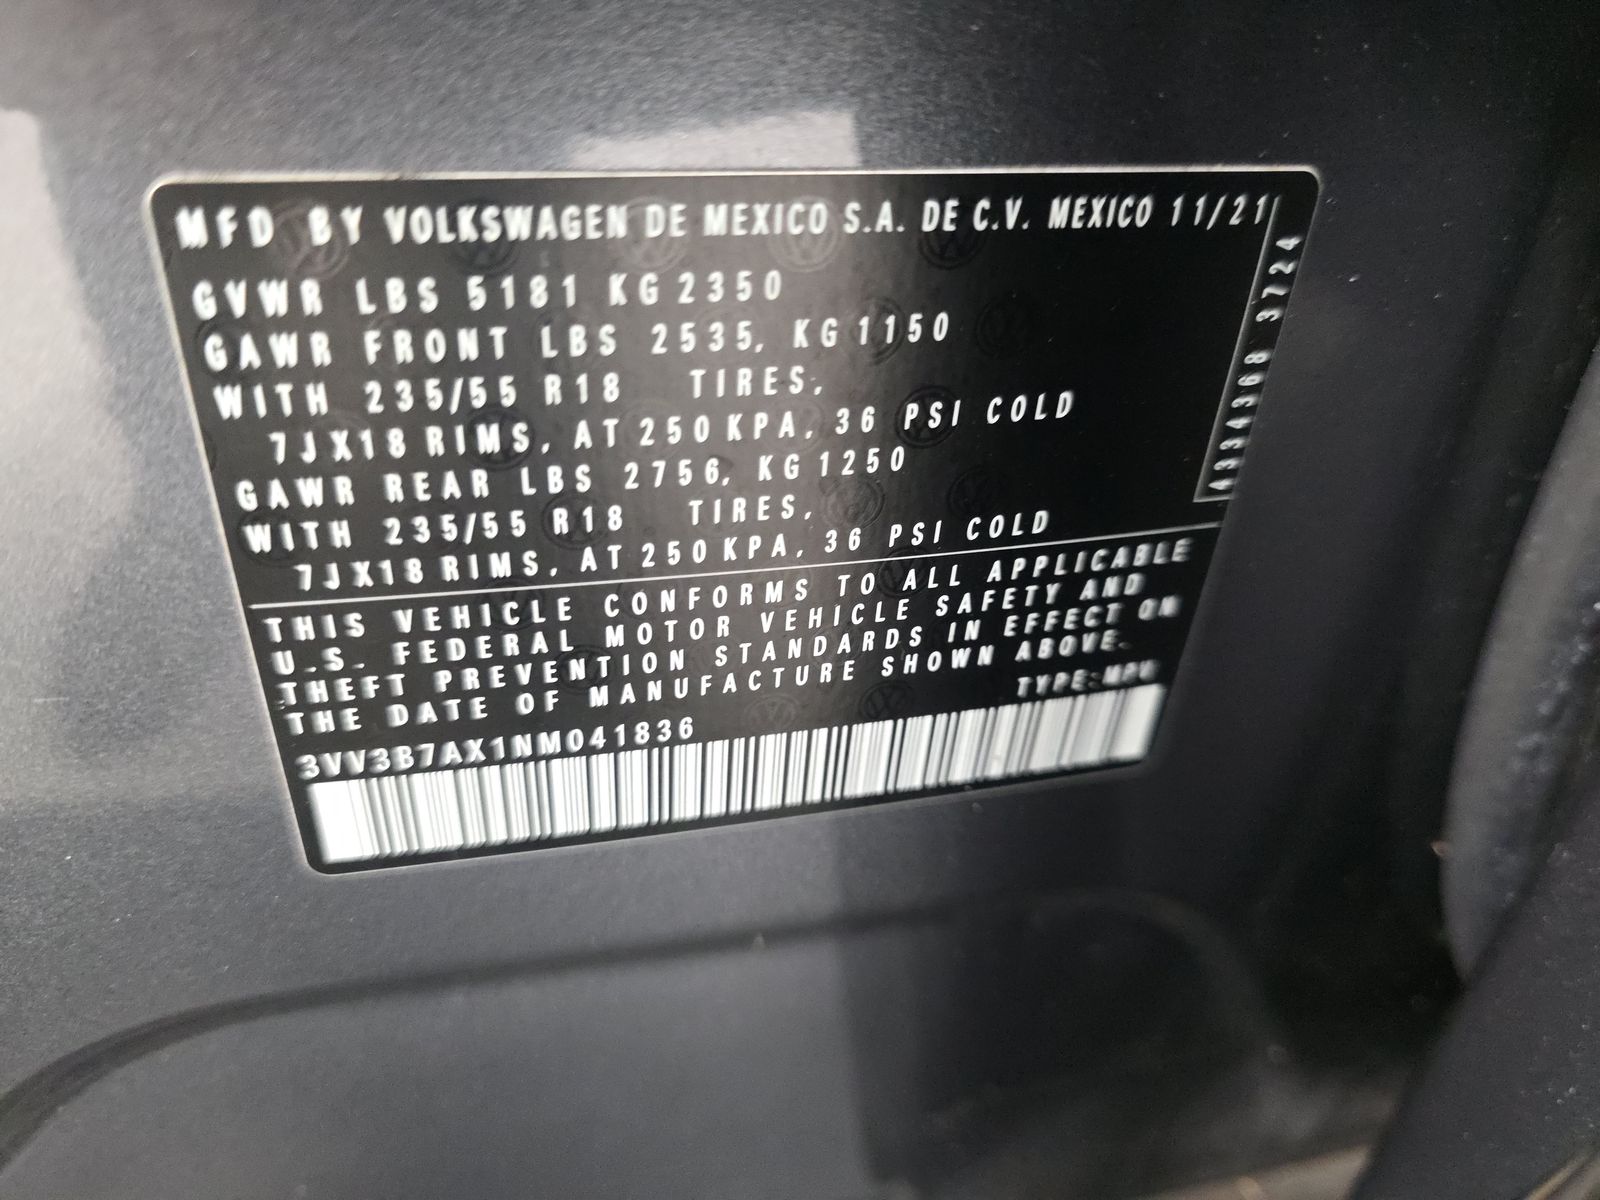 MFD BY VOLKSWAGEN DE MEXICO S.A. DE C.V. MEXICO 11/21
GVWR LBS 5181 KG 2350
GAWR FRONT LBS 2535, KG 1150
WITH 235/55 R18 TIRES,
7JX18 RIMS, AT 250 KPA, 36 PSI COLD
GAWR REAR LBS 2756, KG 1250
WITH 235/55 R18 TIRES,
7JX18 RIMS, AT 250 KPA, 36 PSI COLD
THIS VEHICLE CONFORMS TO ALL APPLICABLE
U.S. FEDERAL MOTOR VEHICLE SAFETY AND
THEFT PREVENTION STANDARDS IN EFFECT ON
THE DATE OF MANUFACTURE SHOWN ABOVE.
3VV3B7AX1NM041836 TYPE:MPV
4334368 3724